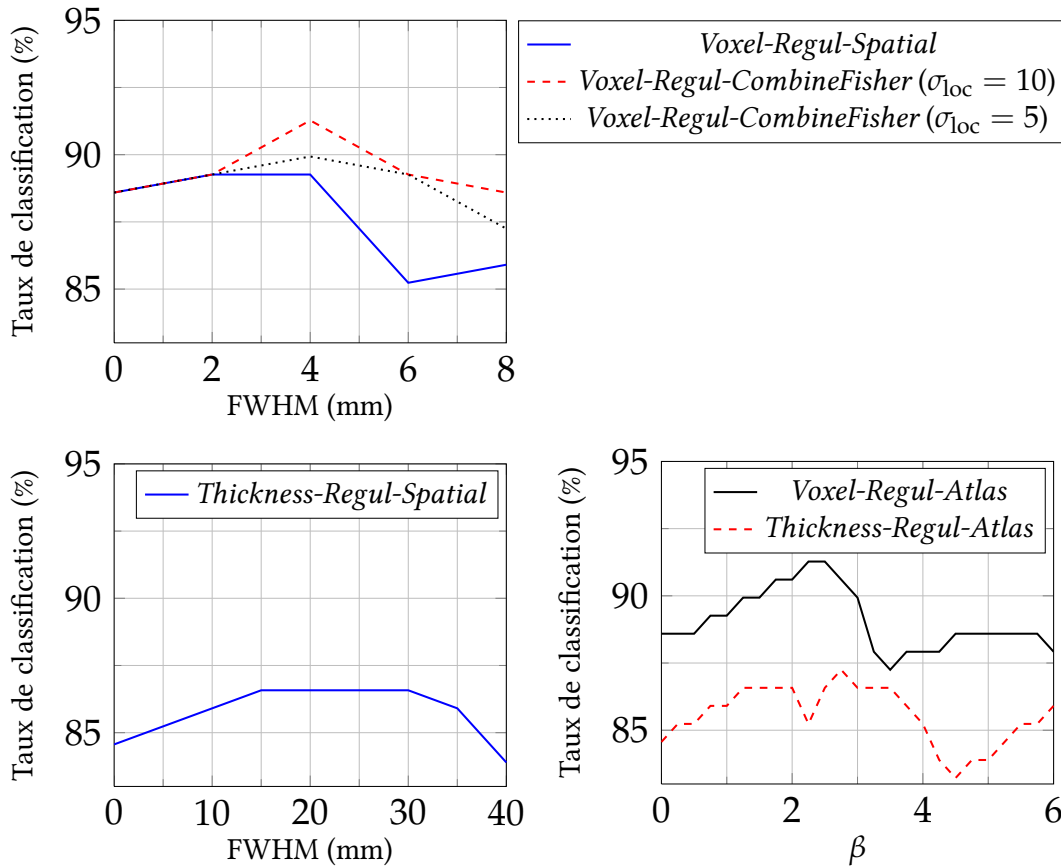 95
90
85
Taux de classification (%)
0 2 4 6 8
FWHM (mm)
Voxel-Regul-Spatial
Voxel-Regul-CombineFisher (σloc = 10)
Voxel-Regul-CombineFisher (σloc = 5)
95
90
85
Taux de classification (%)
0 10 20 30 40
FWHM (mm)
Thickness-Regul-Spatial
95
90
85
Taux de classification (%)
0 2 4 6
β
Voxel-Regul-Atlas
Thickness-Regul-Atlas